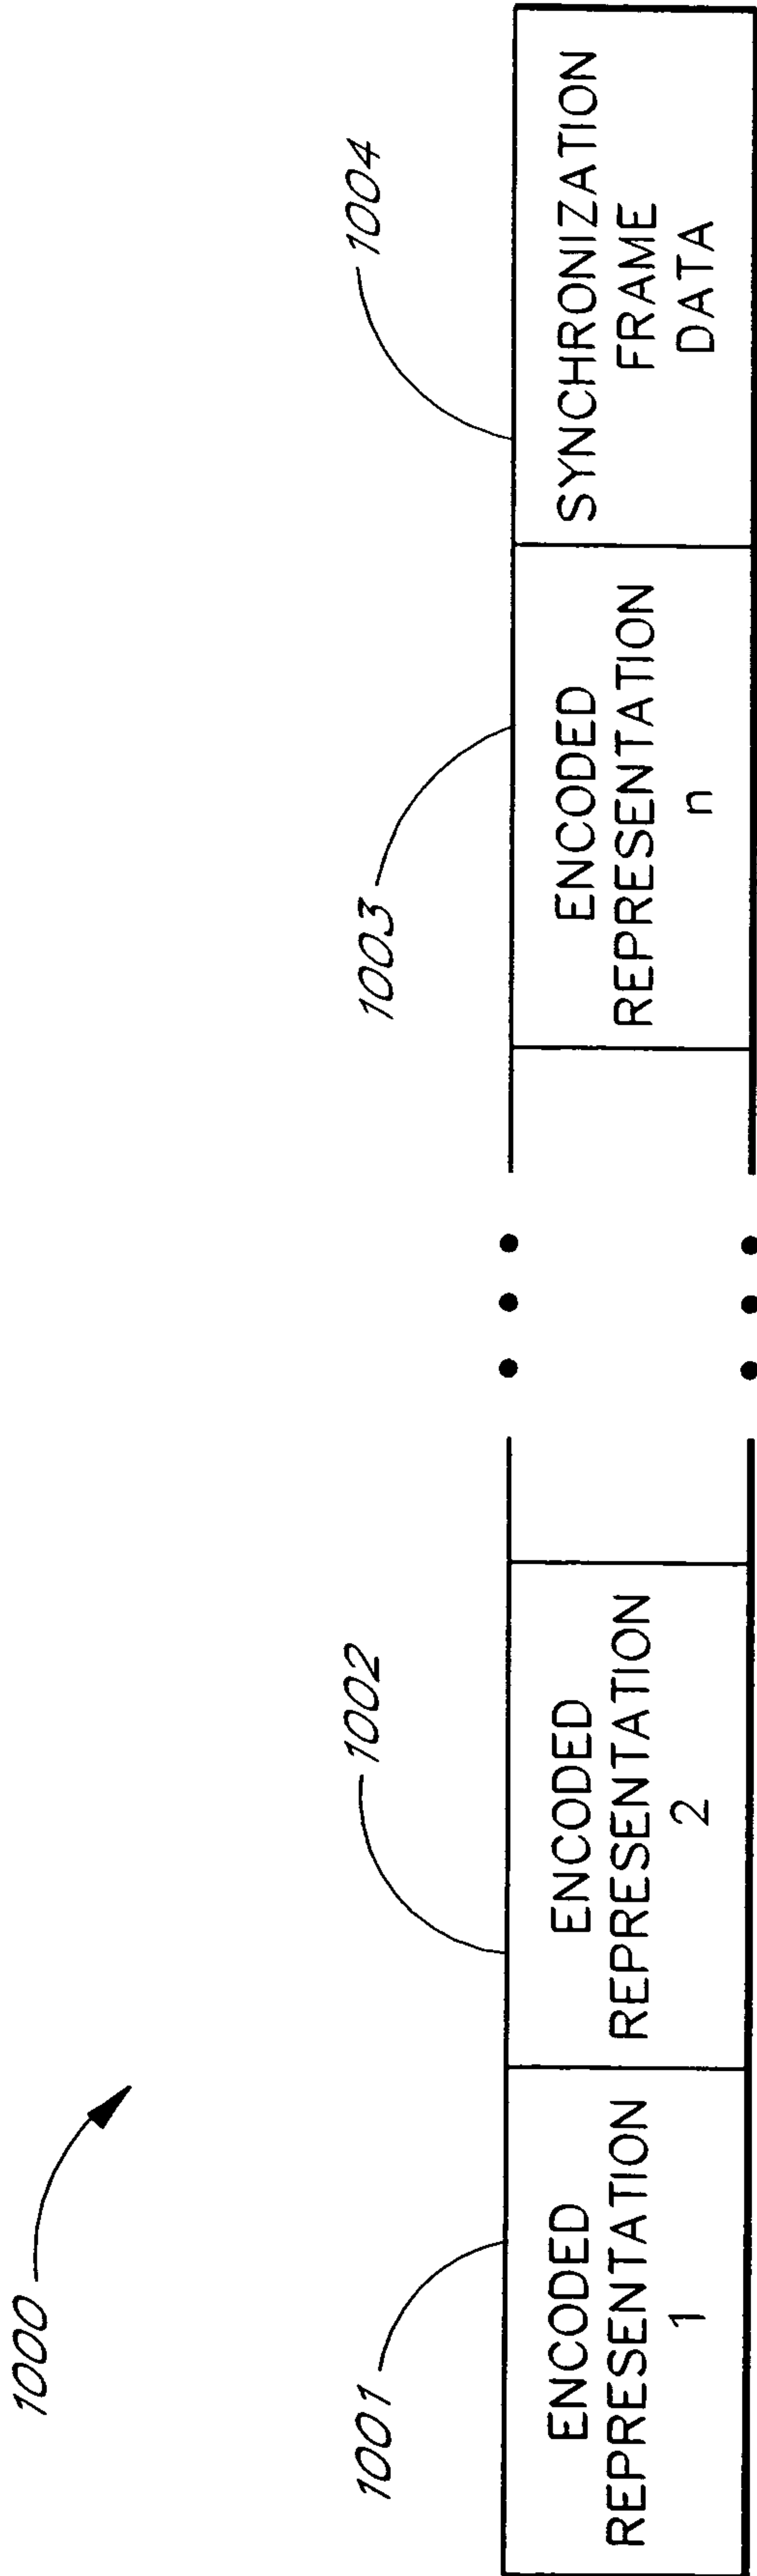 1000
1001
1002
1003
1004
ENCODED
REPRESENTATION
1
ENCODED
REPRESENTATION
2
ENCODED
REPRESENTATION
n
SYNCHRONIZATION
FRAME
DATA